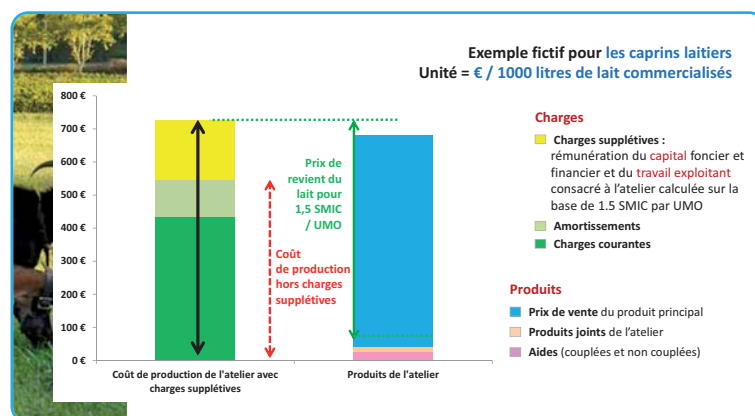 Exemple fictif pour les caprins laitiers
Unité = € / 1000 litres de lait commercialisés
800 €
700 €
600 €
500 €
400 €
300 €
200 €
100 €
0 €
Prix de
revient du
lait pour
1,5 SMIC
/ UMO
Coût
de production
hors charges
supplétives
Coût de production de l'atelier avec
charges supplétives
Produits de l'atelier
Charges
Charges supplétives :
rémunération du capital foncier et
financier et du travail exploitant
consacré à l'atelier calculée sur la
base de 1.5 SMIC par UMO
Amortissements
Charges courantes
Produits
Prix de vente du produit principal
Produits joints de l'atelier
Aides (couplées et non couplées)